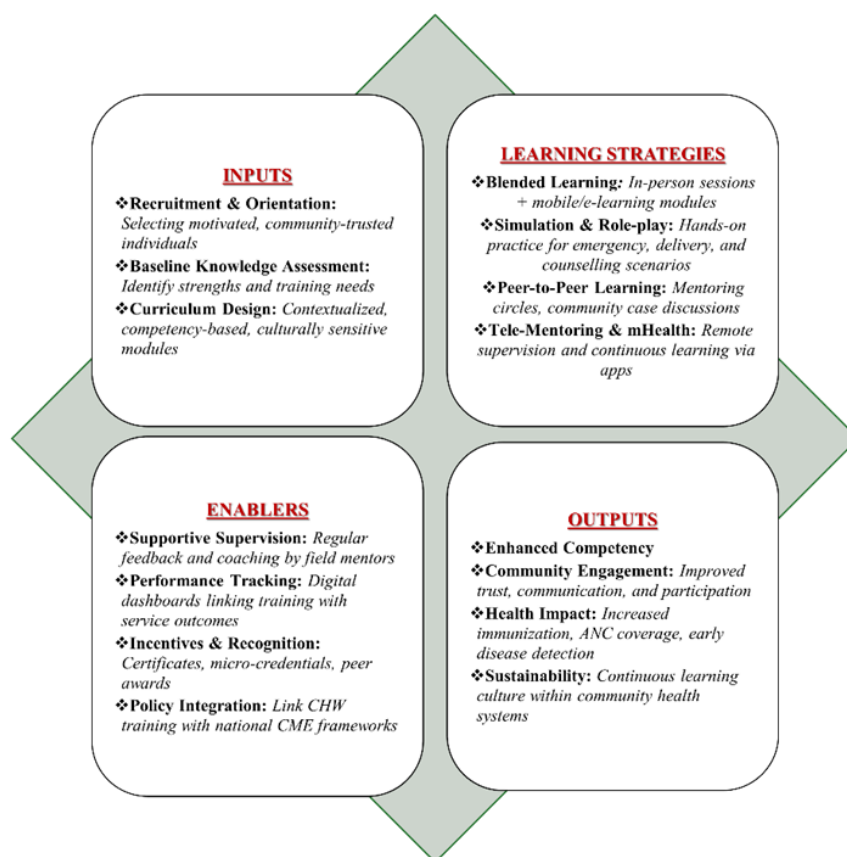 INPUTS
❖Recruitment & Orientation:
Selecting motivated, community-trusted
individuals
❖Baseline Knowledge Assessment:
Identify strengths and training needs
❖Curriculum Design: Contextualized,
competency-based, culturally sensitive
modules
LEARNING STRATEGIES
❖Blended Learning: In-person sessions
+ mobile/e-learning modules
❖Simulation & Role-play: Hands-on
practice for emergency, delivery, and
counselling scenarios
❖Peer-to-Peer Learning: Mentoring
circles, community case discussions
❖Tele-Mentoring & mHealth: Remote
supervision and continuous learning via
apps
ENABLERS
❖Supportive Supervision: Regular
feedback and coaching by field mentors
❖Performance Tracking: Digital
dashboards linking training with
service outcomes
❖Incentives & Recognition:
Certificates, micro-credentials, peer
awards
❖Policy Integration: Link CHW
training with national CME frameworks
OUTPUTS
❖Enhanced Competency
❖Community Engagement: Improved
trust, communication, and participation
❖Health Impact: Increased
immunization, ANC coverage, early
disease detection
❖Sustainability: Continuous learning
culture within community health
systems